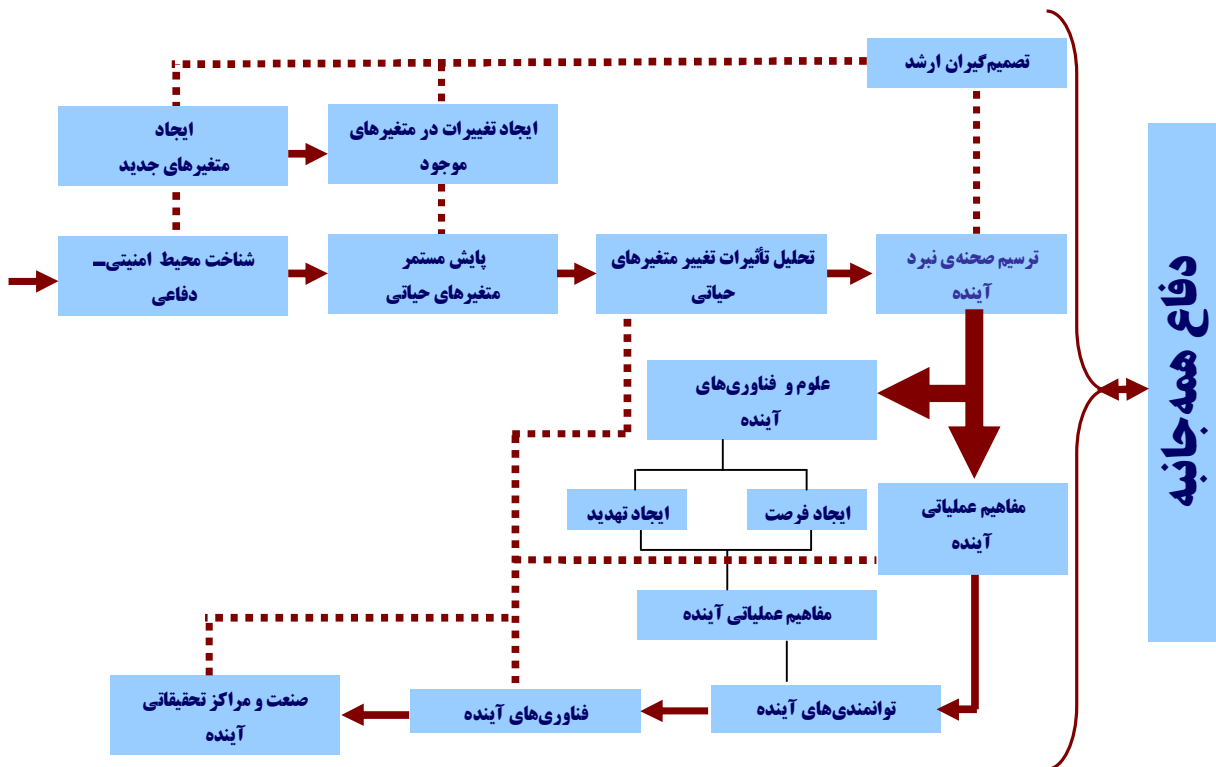 تصمیم‌گیران ارشد
ایجاد
متغیرهای جدید
ایجاد تغییرات در متغیرهای
موجود
شناخت محیط امنیتی–
دفاعی
پایش مستمر
متغیرهای حیاتی
تحلیل تأثیرات تغییر متغیرهای
حیاتی
ترسیم صحنه‌ی نبرد
آینده
علوم و فناوری‌های
آینده
ایجاد تهدید
ایجاد فرصت
مفاهیم عملیاتی
آینده
مفاهیم عملیاتی آینده
توانمندی‌های آینده
فناوری‌های آینده
صنعت و مراکز تحقیقاتی
آینده
دفاع همه‌جانبه